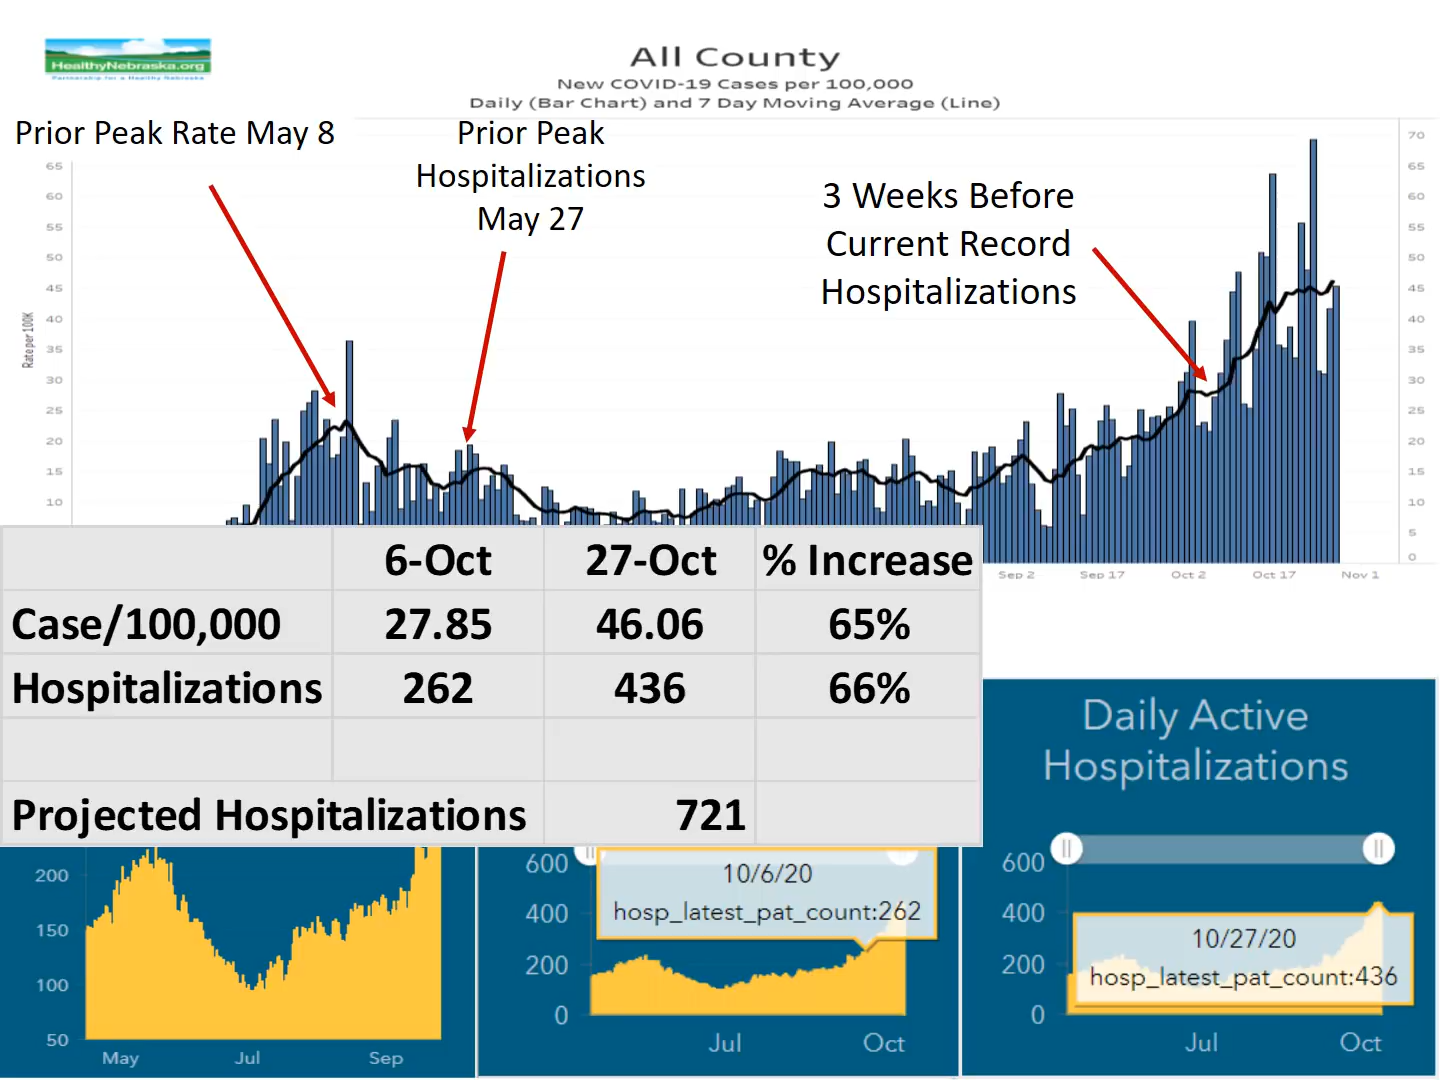 HealthyNebraska.org
Partnership for a Healthy Nebraska
All County
New COVID-19 Cases per 100,000
Daily (Bar Chart) and 7 Day Moving Average (Line)
Prior Peak Rate May 8
Prior Peak
Hospitalizations
May 27
3 Weeks Before
Current Record
Hospitalizations
Rate per 100K
65
60
55
50
45
40
35
30
25
20
15
10
70
65
60
55
50
45
40
35
30
25
20
15
10
5
0
Sep 2 Sep 17 Oct 2 Oct 17 Nov 1
6-Oct 27-Oct % Increase
Case/100,000 27.85 46.06 65%
Hospitalizations 262 436 66%
Projected Hospitalizations 721
200
150
100
50
May Jul Sep
600
400
200
0
10/6/20
hosp_latest_pat_count:262
Jul Oct
Daily Active
Hospitalizations
600
400
200
0
10/27/20
hosp_latest_pat_count:436
Jul Oct